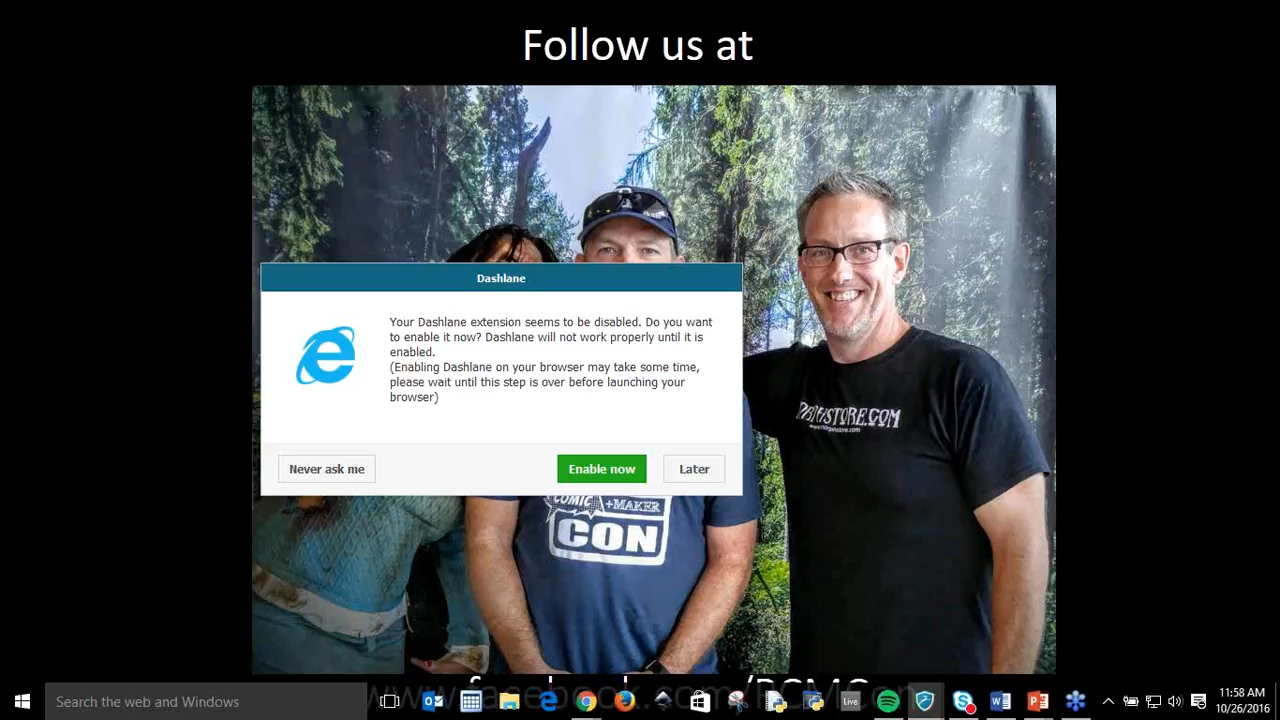 Follow us at
Dashlane
Your Dashlane extension seems to be disabled. Do you want
to enable it now? Dashlane will not work properly until it is
enabled.
(Enabling Dashlane on your browser may take some time,
please wait until this step is over before launching your
browser)
Never ask me
Enable now
Later
COMIC
+MAKER
CON
Search the web and Windows
Live
11:58 AM
10/26/2016